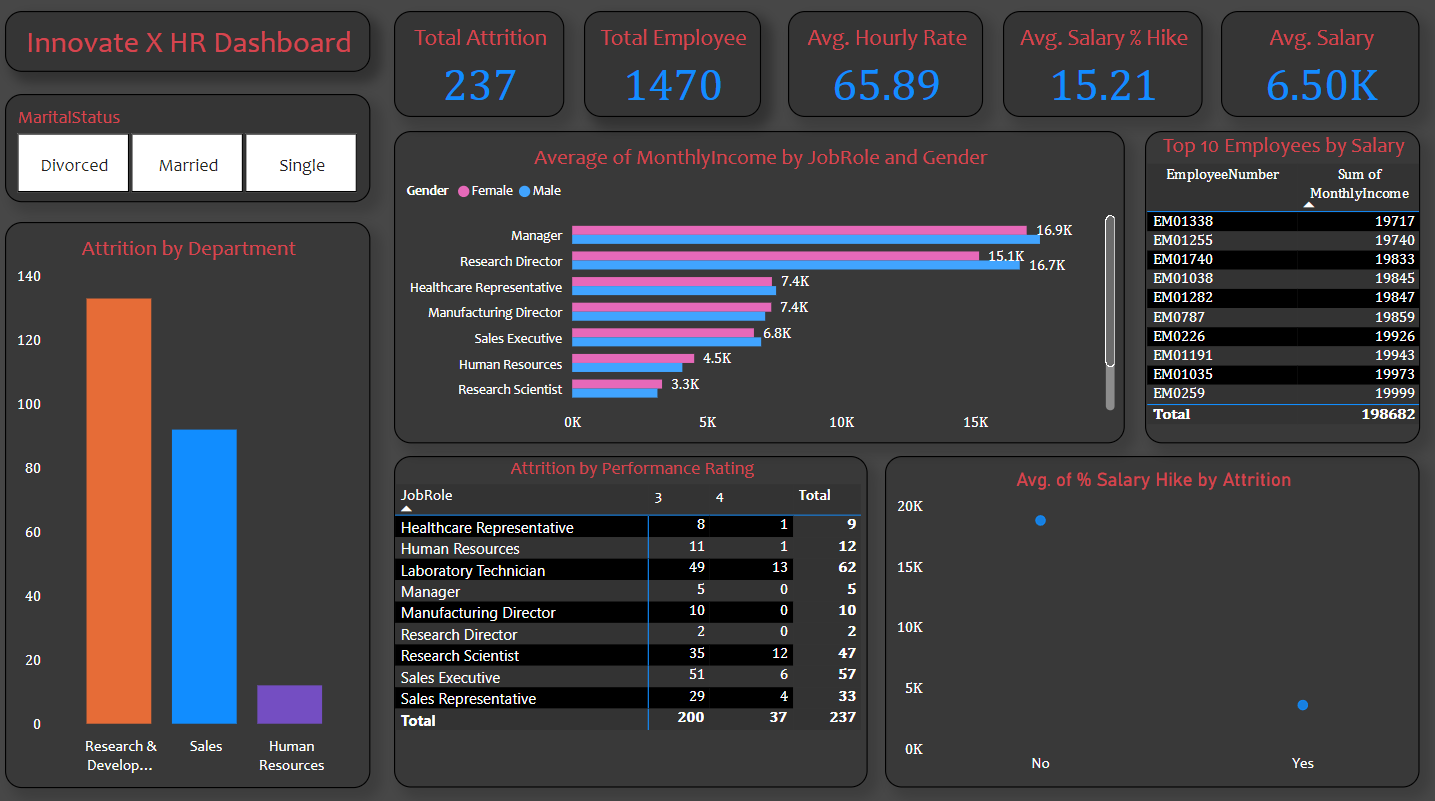 Innovate X HR Dashboard
Total Attrition
237
Total Employee
1470
Avg. Hourly Rate
65.89
Avg. Salary % Hike
15.21
Avg. Salary
6.50K
MaritalStatus
Divorced
Married
Single
Attrition by Department
140
120
100
80
60
40
20
0
Research &
Develop...
Sales
Human
Resources
Average of MonthlyIncome by JobRole and Gender
Gender Female Male
Manager 16.9K
Research Director 15.1K
16.7K
Healthcare Representative 7.4K
Manufacturing Director 7.4K
Sales Executive 6.8K
Human Resources 4.5K
Research Scientist 3.3K
0K 5K 10K 15K
Top 10 Employees by Salary
EmployeeNumber Sum of
MonthlyIncome
EM01338 19717
EM01255 19740
EM01740 19833
EM01038 19845
EM01282 19847
EM0787 19859
EM0226 19926
EM01191 19943
EM01035 19973
EM0259 19999
Total 198682
Attrition by Performance Rating
JobRole 3 4 Total
Healthcare Representative 8 1 9
Human Resources 11 1 12
Laboratory Technician 49 13 62
Manager 5 0 5
Manufacturing Director 10 0 10
Research Director 2 0 2
Research Scientist 35 12 47
Sales Executive 51 6 57
Sales Representative 29 4 33
Total 200 37 237
Avg. of % Salary Hike by Attrition
20K
15K
10K
5K
0K
No Yes